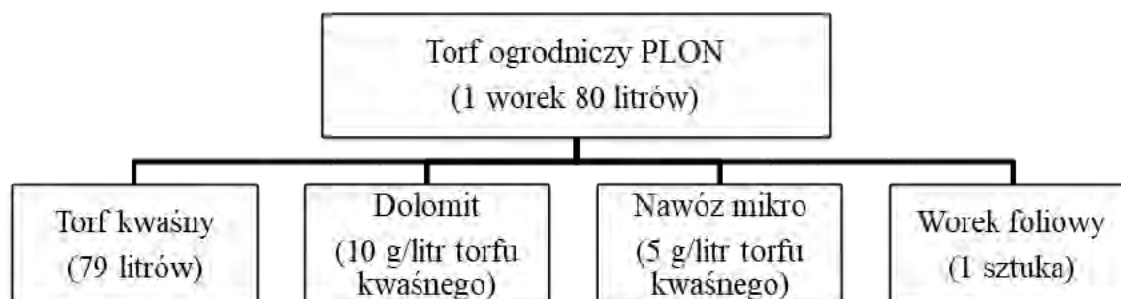 Torf ogrodniczy PLON
(1 worek 80 litrów)
Torf kwaśny
(79 litrów)
Dolomit
(10 g/litr torfu
kwaśnego)
Nawóz mikro
(5 g/litr torfu
kwaśnego)
Worek foliowy
(1 sztuka)